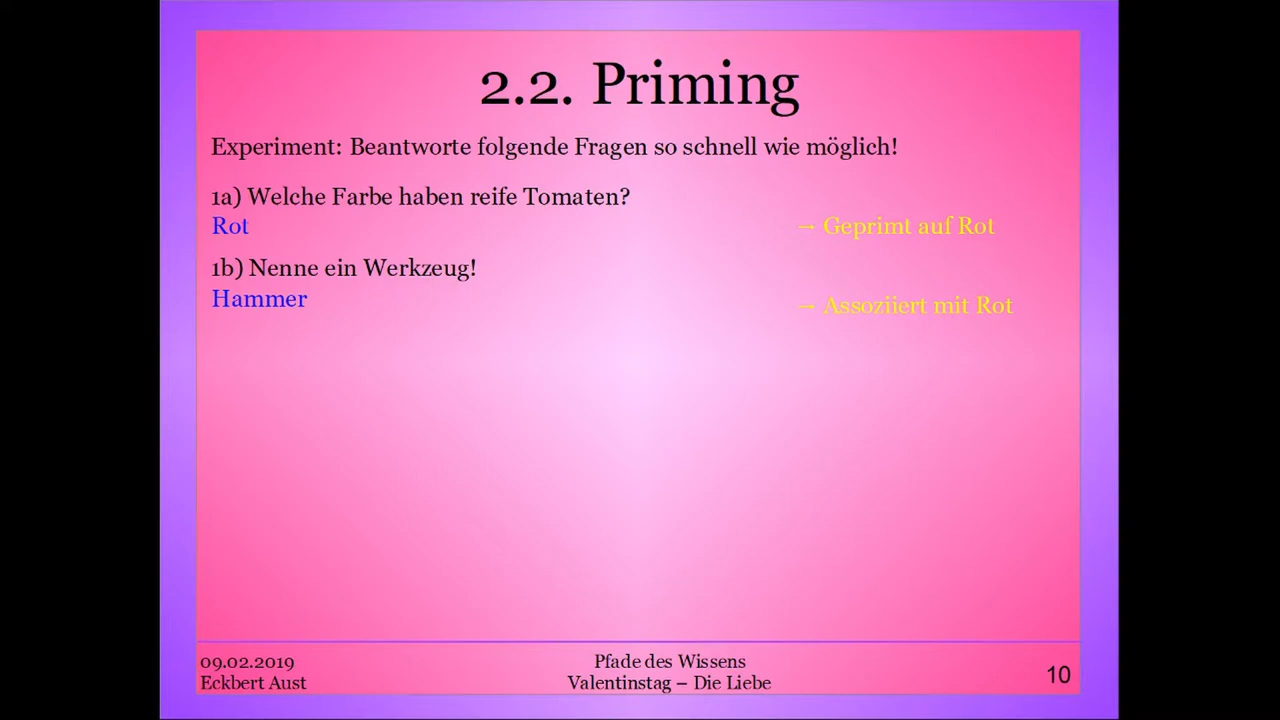 2.2. Priming
Experiment: Beantworte folgende Fragen so schnell wie möglich!
1a) Welche Farbe haben reife Tomaten?
Rot
→ Geprimt auf Rot
1b) Nenne ein Werkzeug!
Hammer
→ Assoziiert mit Rot
09.02.2019
Eckbert Aust
Pfade des Wissens
Valentinstag – Die Liebe
10